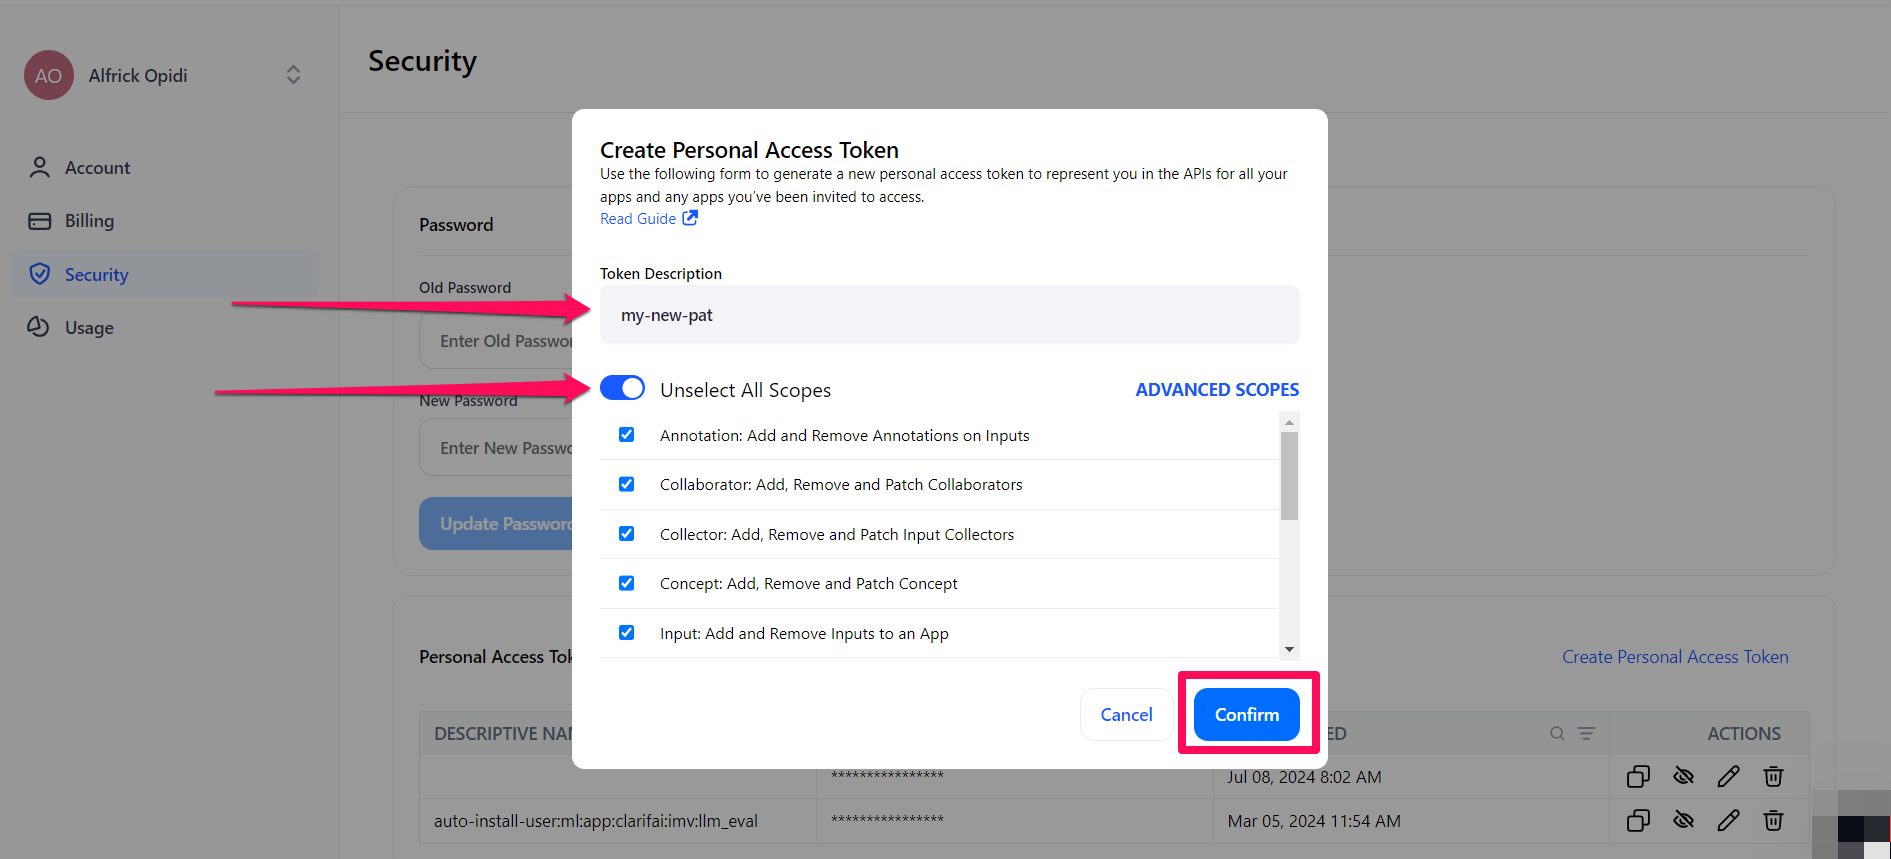 AO
Alfrick Opidi
Account
Billing
Security
Usage
Security
Password
Old Password
Enter Old Passwor
New Password
Enter New Passwo
Update Password
Personal Access Tok
Create Personal Access Token
DESCRIPTIVE NAM
ED
ACTIONS
****************
Jul 08, 2024 8:02 AM
auto-install-user:ml:app:clarifai:imv:llm_eval
****************
Mar 05, 2024 11:54 AM
Create Personal Access Token
Use the following form to generate a new personal access token to represent you in the APIs for all your
apps and any apps you've been invited to access.
Read Guide
Token Description
my-new-pat
Unselect All Scopes
ADVANCED SCOPES
Annotation: Add and Remove Annotations on Inputs
Collaborator: Add, Remove and Patch Collaborators
Collector: Add, Remove and Patch Input Collectors
Concept: Add, Remove and Patch Concept
Input: Add and Remove Inputs to an App
Cancel
Confirm